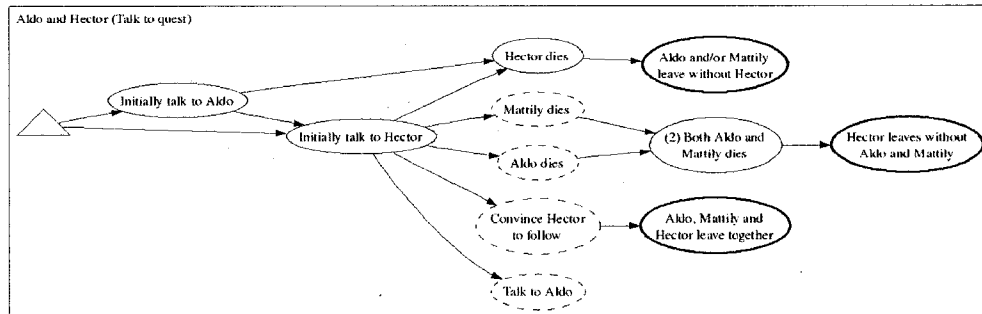 Aldo and Hector (Talk to quest)
Hector dies
Aldo and/or Mattily
leave without Hector
Initially talk to Aldo
Mattily dies
Initially talk to Hector
(2) Both Aldo and
Mattily dies
Hector leaves without
Aldo and Mattily
Aldo dies
Convince Hector
to follow
Aldo, Mattily and
Hector leave together
Talk to Aldo